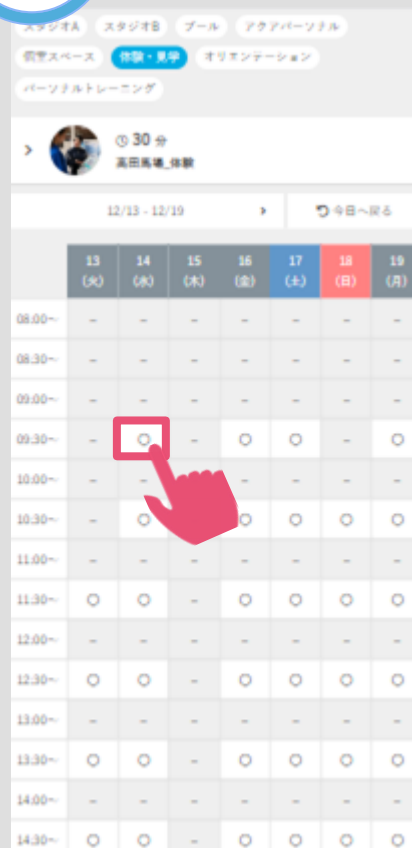 スタジオA スタジオB プール アクアパーソナル
個室スペース 体験・見学 オリエンテーション
パーソナルトレーニング
30 分
高田馬場_体験
12/13 - 12/19 > 今日へ戻る
13 14 15 16 17 18 19
(火) (水) (木) (金) (土) (日) (月)
08:00~ - - - - - - -
08:30~ - - - - - - -
09:00~ - - - - - - -
09:30~ - ○ - ○ ○ - ○
10:00~ - - - - - -
10:30~ - ○ ○ ○ ○ ○
11:00~ - - - - - - -
11:30~ ○ ○ - ○ ○ ○ ○
12:00~ - - - - - - -
12:30~ ○ ○ - ○ ○ ○ ○
13:00~ - - - - - - -
13:30~ ○ ○ - ○ ○ ○ ○
14:00~ - - - - - - -
14:30~ ○ ○ - ○ ○ ○ ○